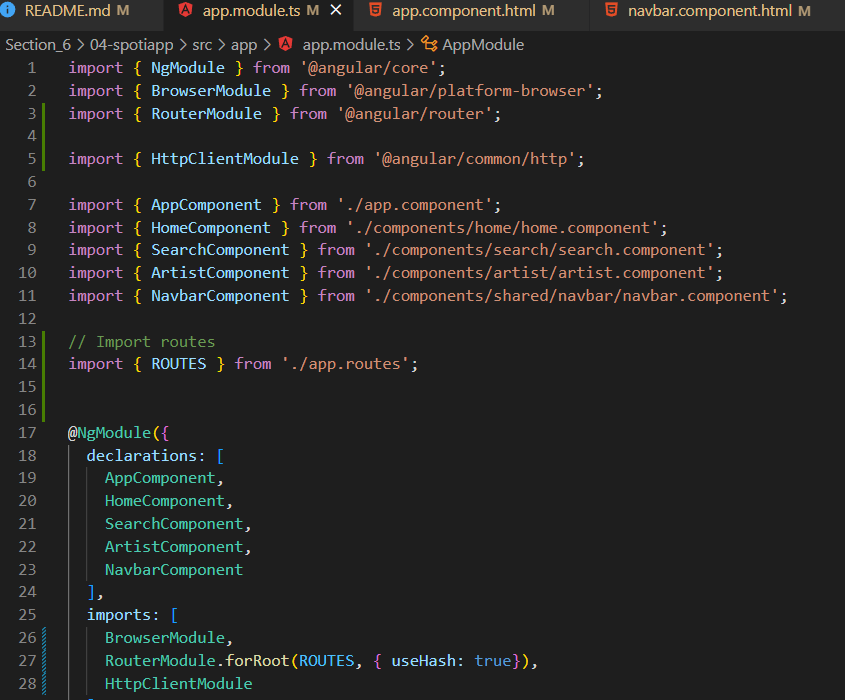 README.md M app.module.ts M app.component.html M navbar.component.html M
Section_6 > 04-spotiapp > src > app > app.module.ts > AppModule
1 import { NgModule } from '@angular/core';
2 import { BrowserModule } from '@angular/platform-browser';
3 import { RouterModule } from '@angular/router';
4
5 import { HttpClientModule } from '@angular/common/http';
6
7 import { AppComponent } from './app.component';
8 import { HomeComponent } from './components/home/home.component';
9 import { SearchComponent } from './components/search/search.component';
10 import { ArtistComponent } from './components/artist/artist.component';
11 import { NavbarComponent } from './components/shared/navbar/navbar.component';
12
13 // Import routes
14 import { ROUTES } from './app.routes';
15
16
17 @NgModule({
18 declarations: [
19 AppComponent,
20 HomeComponent,
21 SearchComponent,
22 ArtistComponent,
23 NavbarComponent
24 ],
25 imports: [
26 BrowserModule,
27 RouterModule.forRoot(ROUTES, { useHash: true}),
28 HttpClientModule